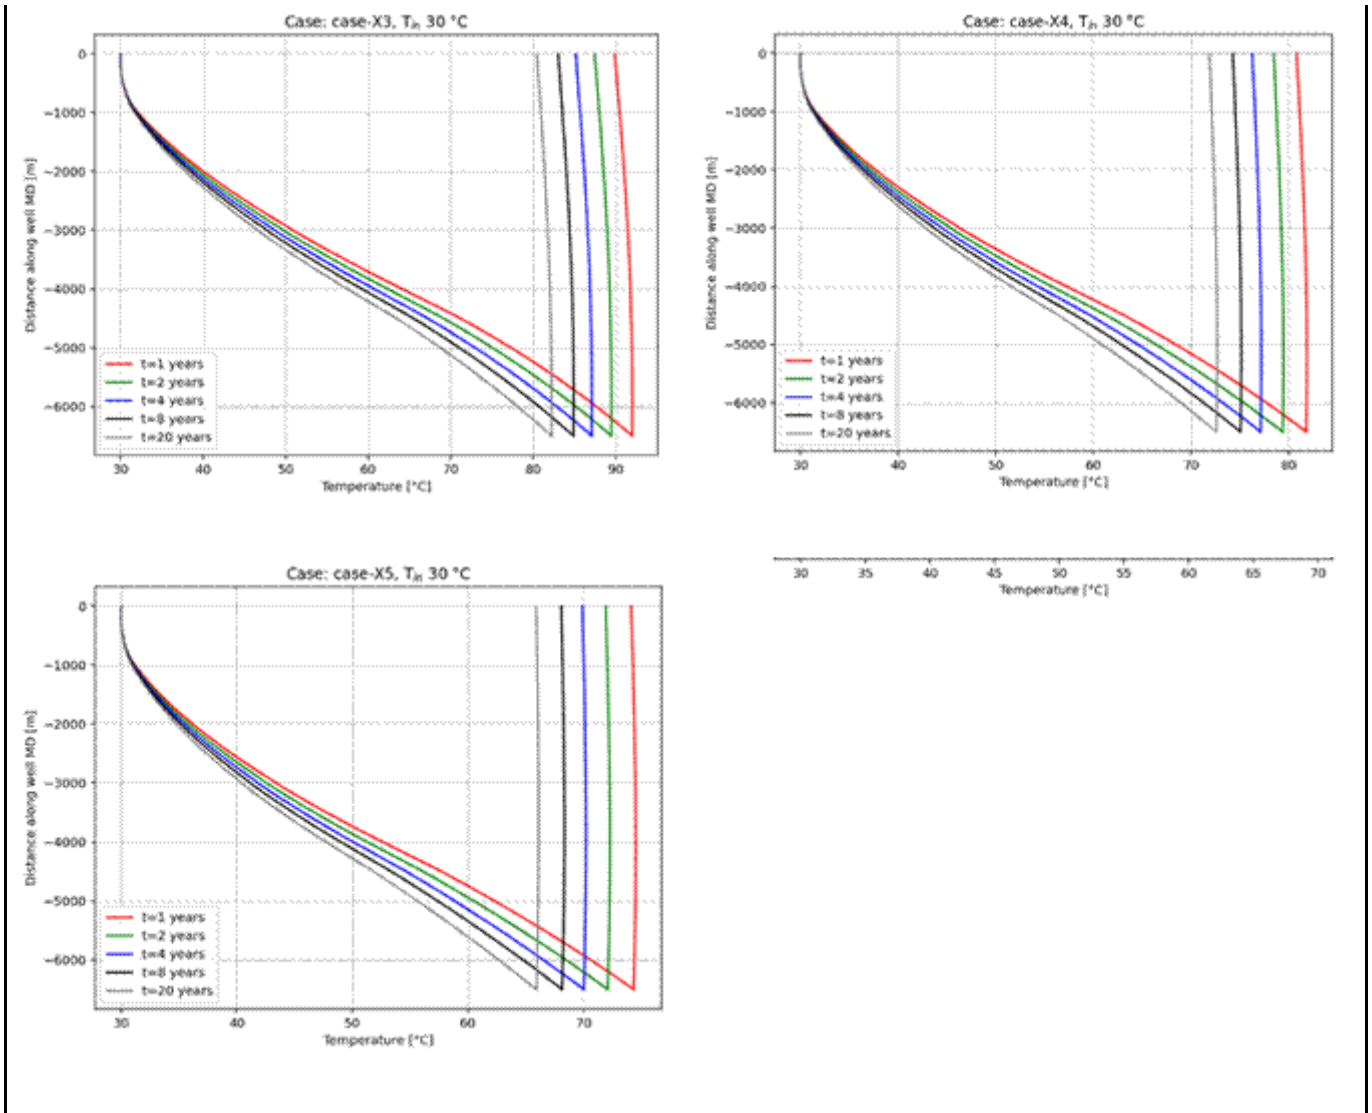 Case: case-X3, Tin 30 °C
0
−1000
−2000
−3000
−4000
−5000
−6000
Distance along well MD [m]
t=1 years
t=2 years
t=4 years
t=8 years
t=20 years
30 40 50 60 70 80 90
Temperature [°C]
Case: case-X4, Tin 30 °C
0
−1000
−2000
−3000
−4000
−5000
−6000
Distance along well MD [m]
t=1 years
t=2 years
t=4 years
t=8 years
t=20 years
30 40 50 60 70 80
Temperature [°C]
30 35 40 45 50 55 60 65 70
Temperature [°C]
Case: case-X5, Tin 30 °C
0
−1000
−2000
−3000
−4000
−5000
−6000
Distance along well MD [m]
t=1 years
t=2 years
t=4 years
t=8 years
t=20 years
30 40 50 60 70
Temperature [°C]